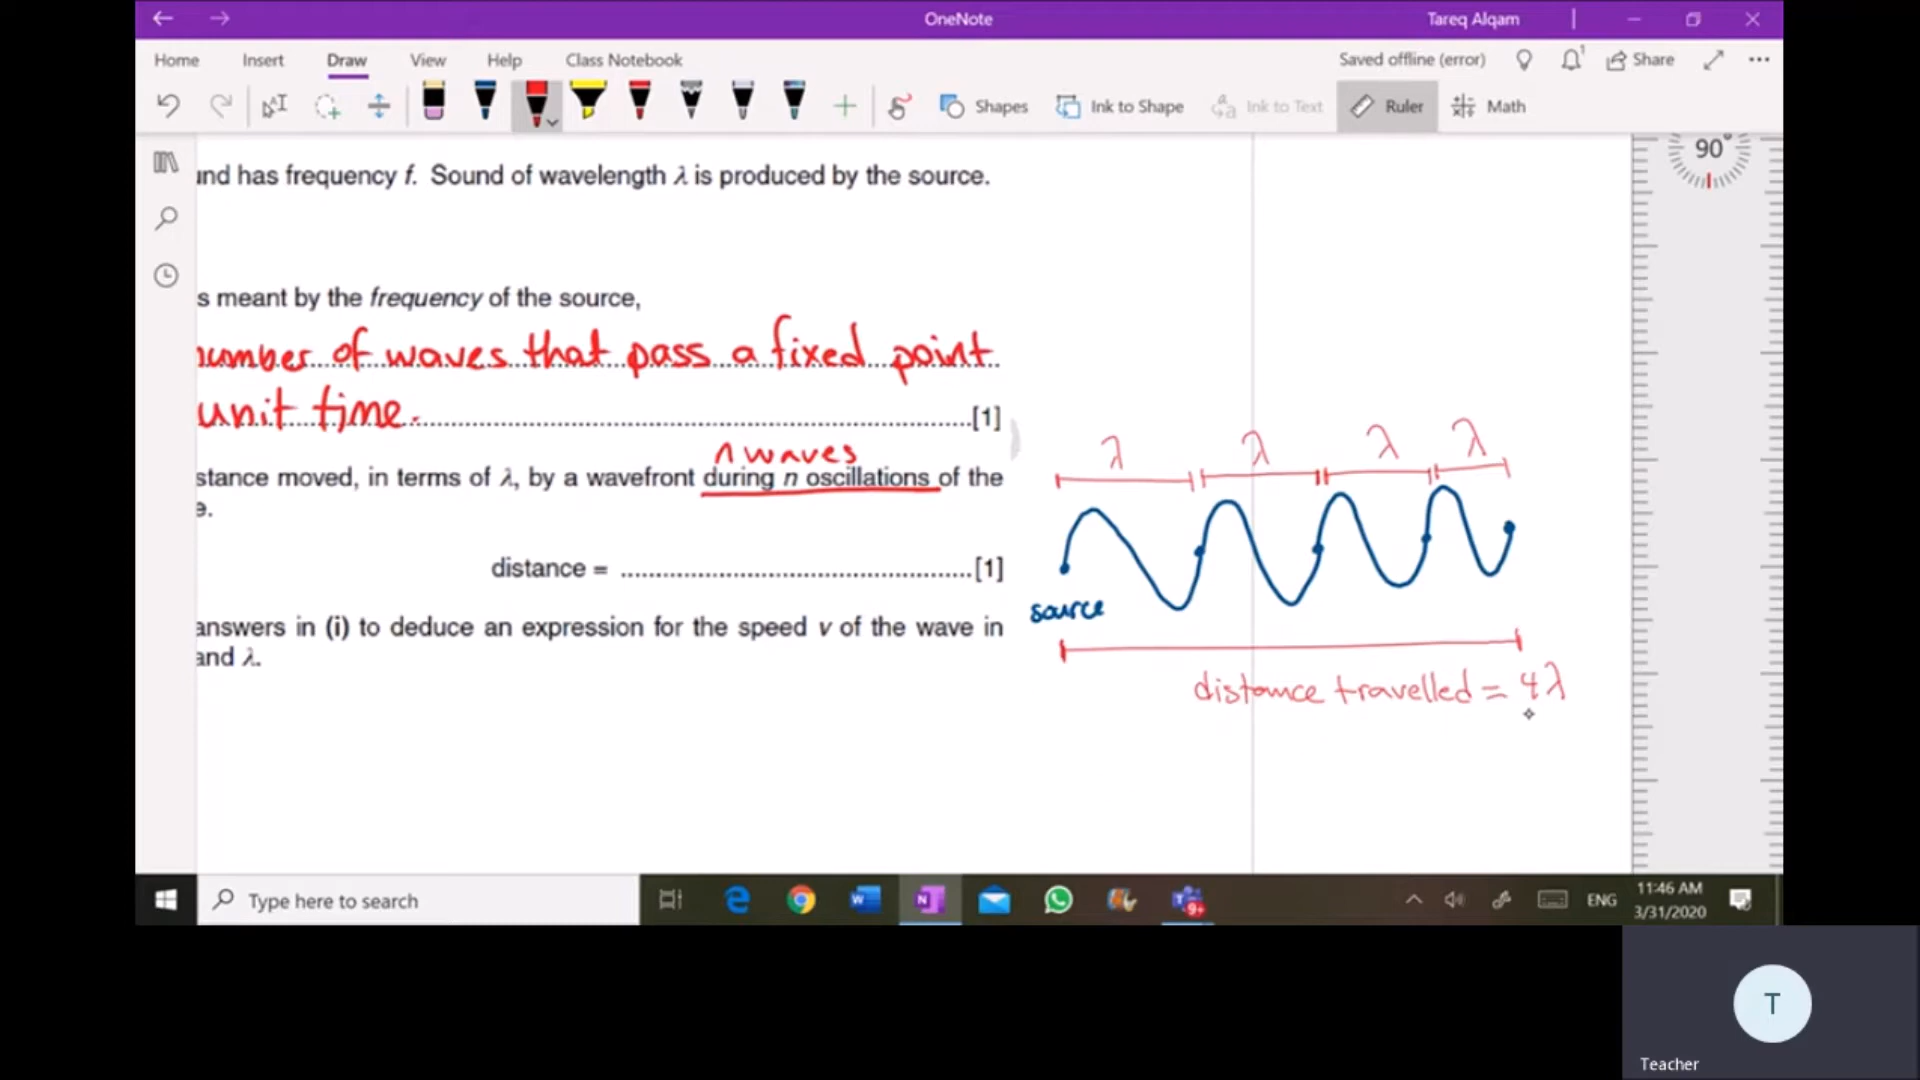 OneNote
Tareq Alqam
Home Insert Draw View Help Class Notebook
Saved offline (error) 1 Share
Shapes Ink to Shape Ink to Text Ruler Math
90°
und has frequency f. Sound of wavelength λ is produced by the source.
s meant by the frequency of the source,
number of waves that pass a fixed point
unit time. [1]
n waves
stance moved, in terms of λ, by a wavefront during n oscillations of the
e.
distance = [1]
answers in (i) to deduce an expression for the speed v of the wave in
and λ.
λ λ λ λ
source
distance travelled = 4λ
Type here to search
9+
ENG
11:46 AM
3/31/2020
T
Teacher